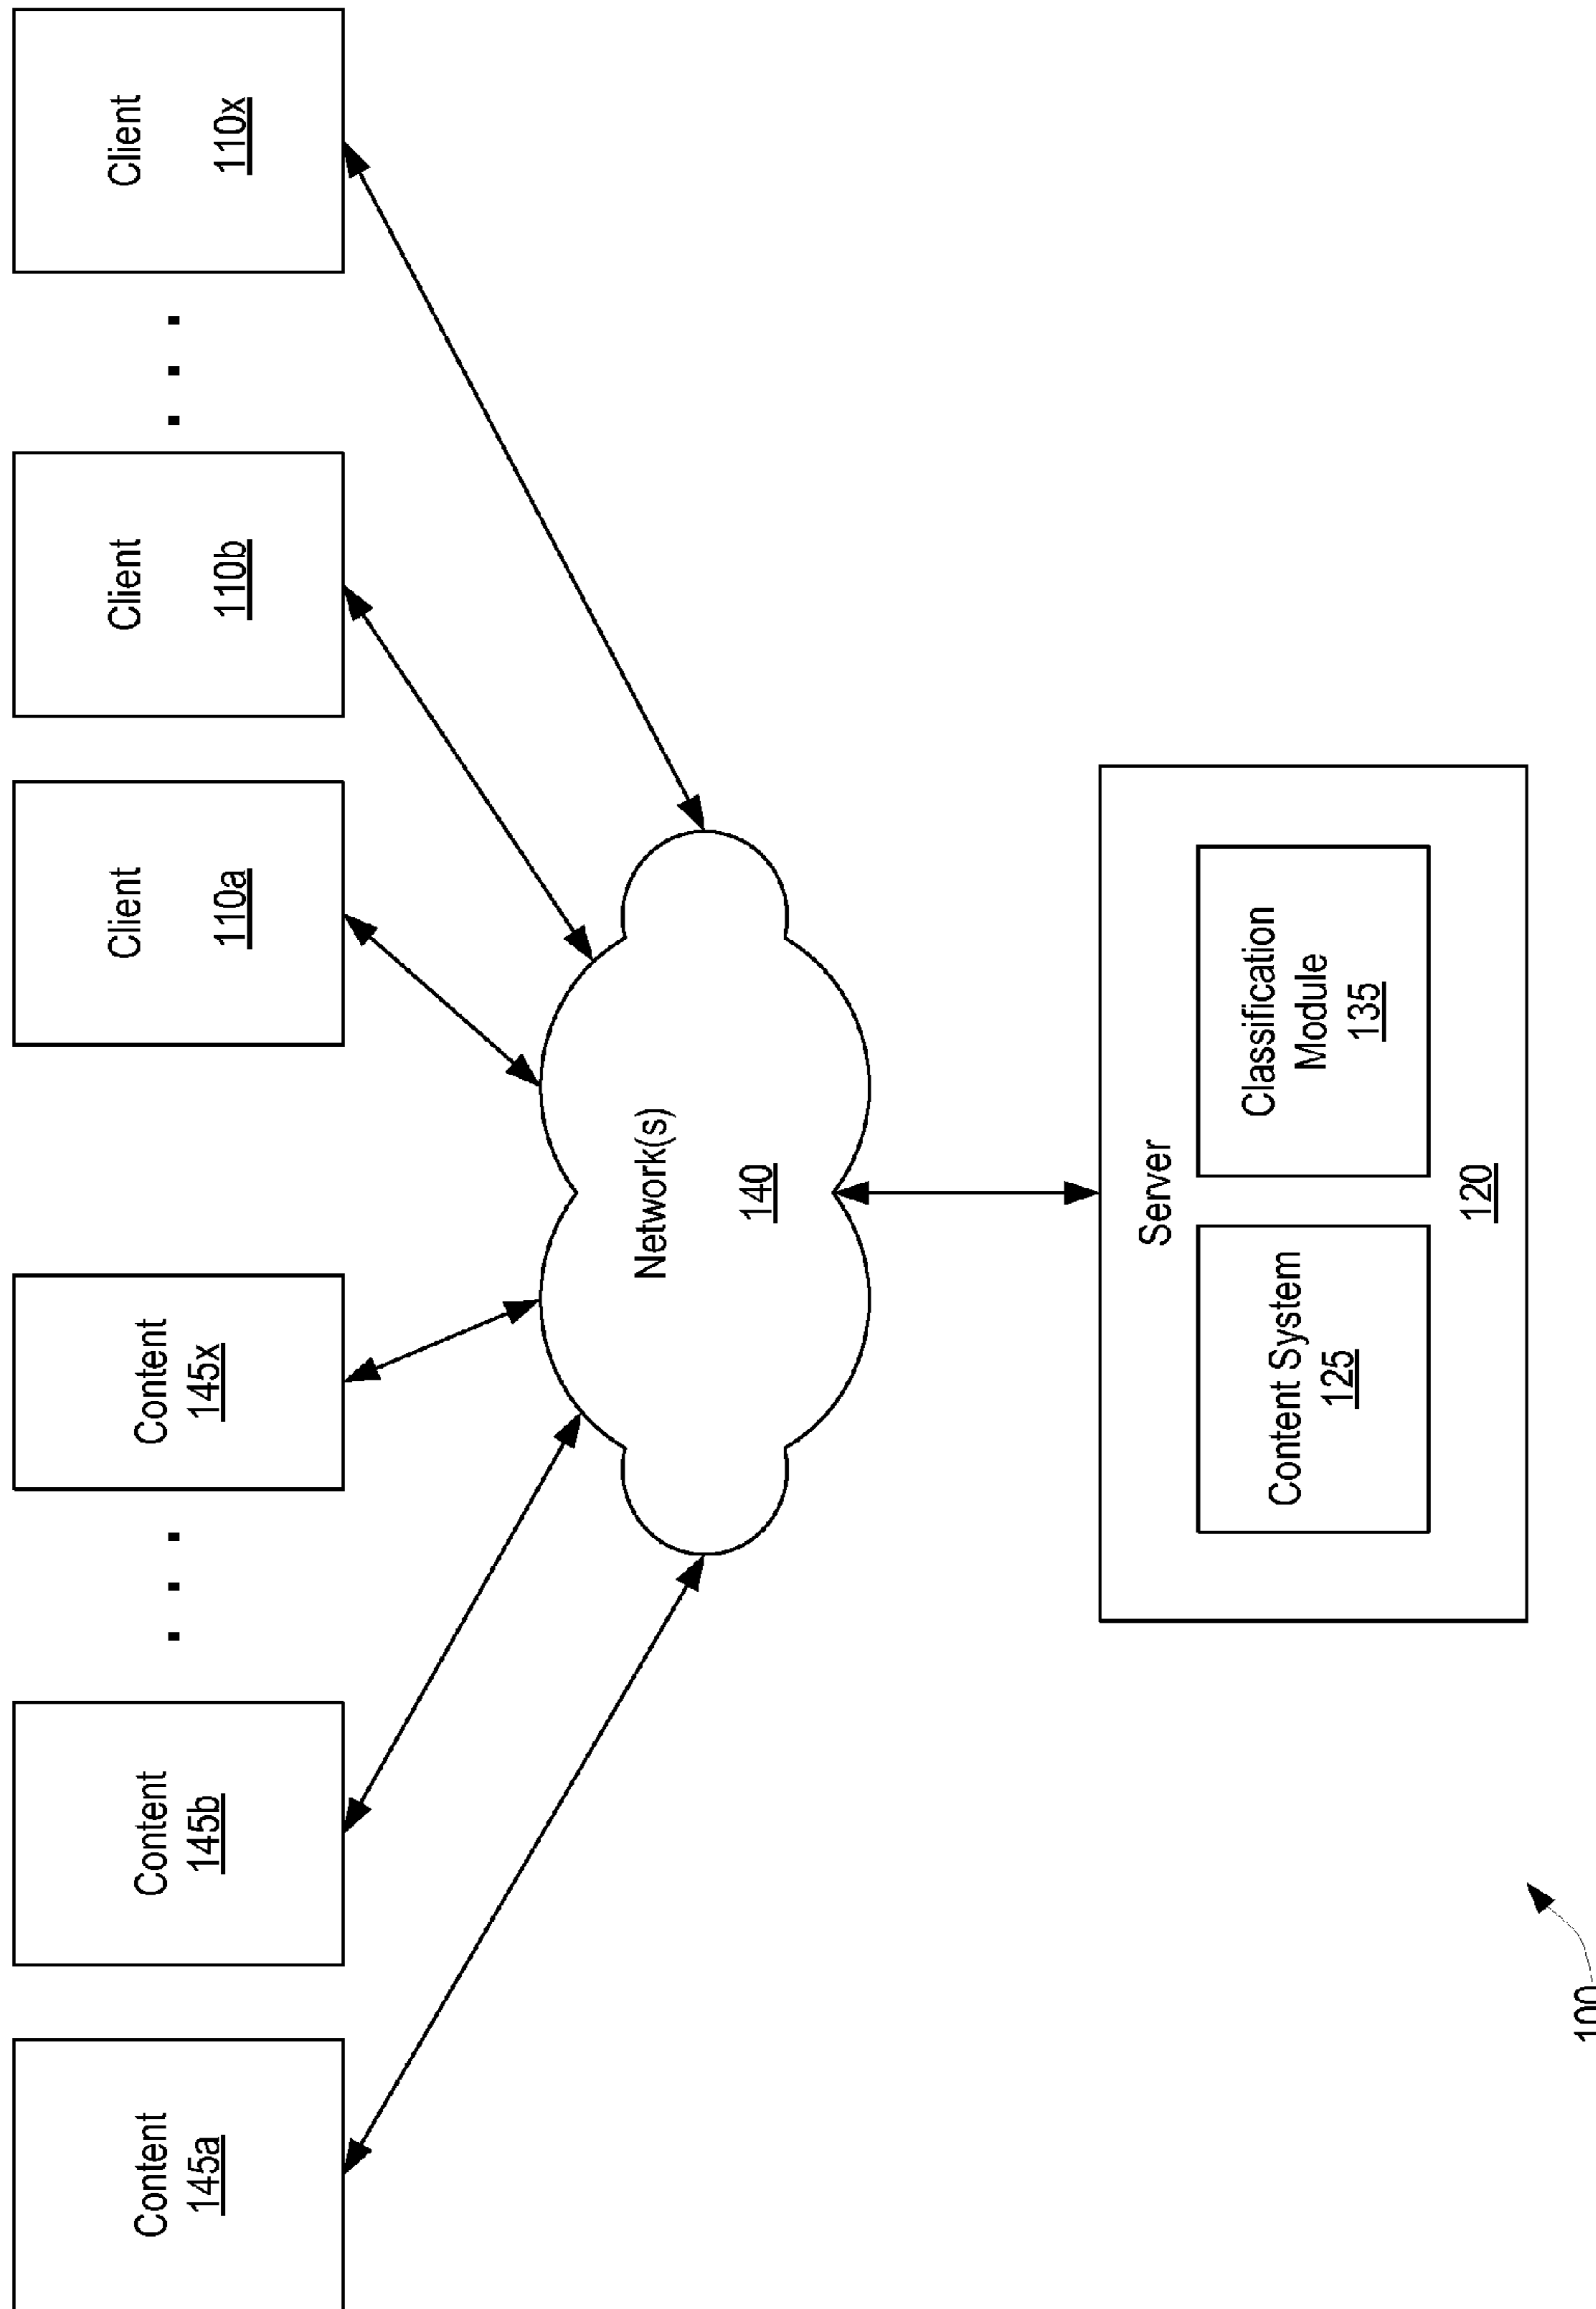 Content
145a
Content
145b
. . .
Content
145x
Client
110a
Client
110b
. . .
Client
110x
Network(s)
140
Server
Content System
125
Classification
Module
135
120
100